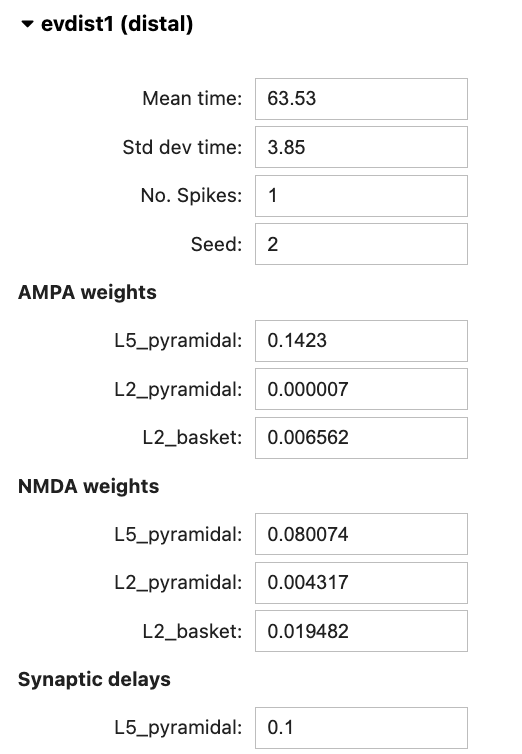 evdist1 (distal)
Mean time: 63.53
Std dev time: 3.85
No. Spikes: 1
Seed: 2
AMPA weights
L5_pyramidal: 0.1423
L2_pyramidal: 0.000007
L2_basket: 0.006562
NMDA weights
L5_pyramidal: 0.080074
L2_pyramidal: 0.004317
L2_basket: 0.019482
Synaptic delays
L5_pyramidal: 0.1